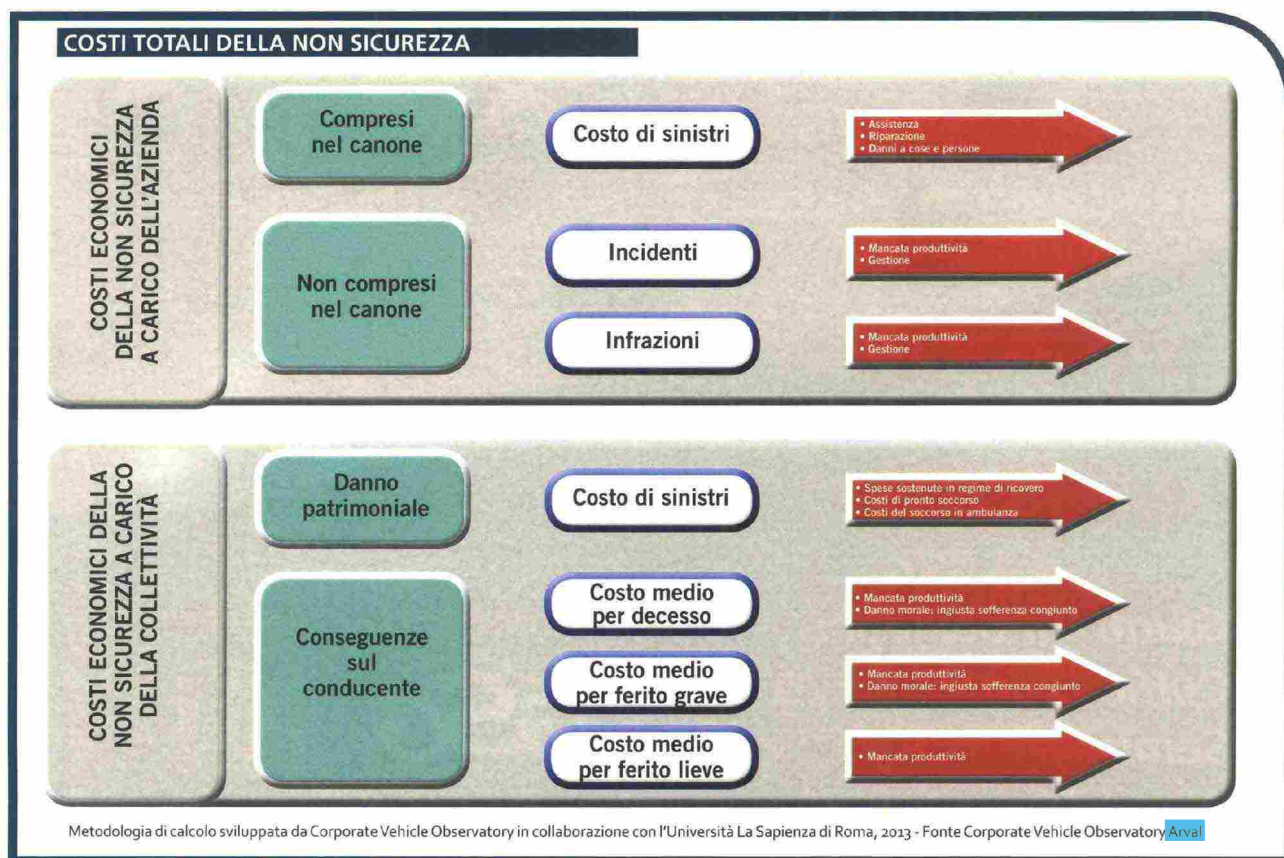 COSTI TOTALI DELLA NON SICUREZZA
COSTI ECONOMICI
DELLA NON SICUREZZA
A CARICO DELL'AZIENDA
Compresi
nel canone
Costo di sinistri
• Assistenza
• Riparazione
• Danni a cose e persone
Non compresi
nel canone
Incidenti
• Mancata produttività
• Gestione
Infrazioni
• Mancata produttività
• Gestione
COSTI ECONOMICI DELLA
NON SICUREZZA A CARICO
DELLA COLLETTIVITÀ
Danno
patrimoniale
Costo di sinistri
• Spese sostenute in regime di ricovero
• Costi di pronto soccorso
• Costi del soccorso in ambulanza
Conseguenze
sul
conducente
Costo medio
per decesso
• Mancata produttività
• Danno morale: ingiusta sofferenza congiunto
Costo medio
per ferito grave
• Mancata produttività
• Danno morale: ingiusta sofferenza congiunto
Costo medio
per ferito lieve
• Mancata produttività
Metodologia di calcolo sviluppata da Corporate Vehicle Observatory in collaborazione con l'Università La Sapienza di Roma, 2013 - Fonte Corporate Vehicle Observatory Arval